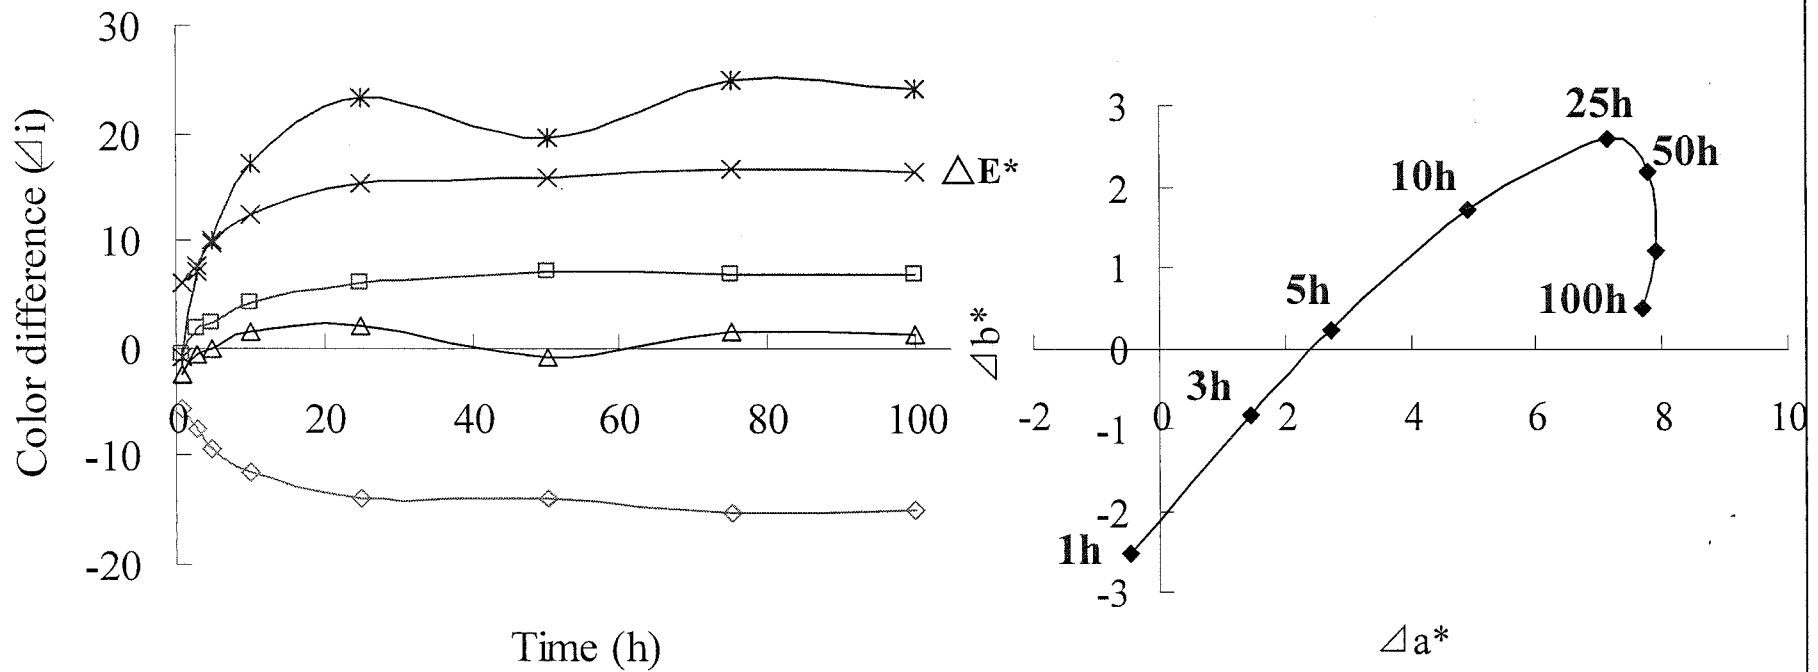 Color difference (⊿i)
30
20
10
0
-10
-20
0 20 40 60 80 100
Time (h)
△E*
⊿b*
3
2
1
0
-1
-2
-3
-2 0 2 4 6 8 10
⊿a*
1h
3h
5h
10h
25h
50h
100h